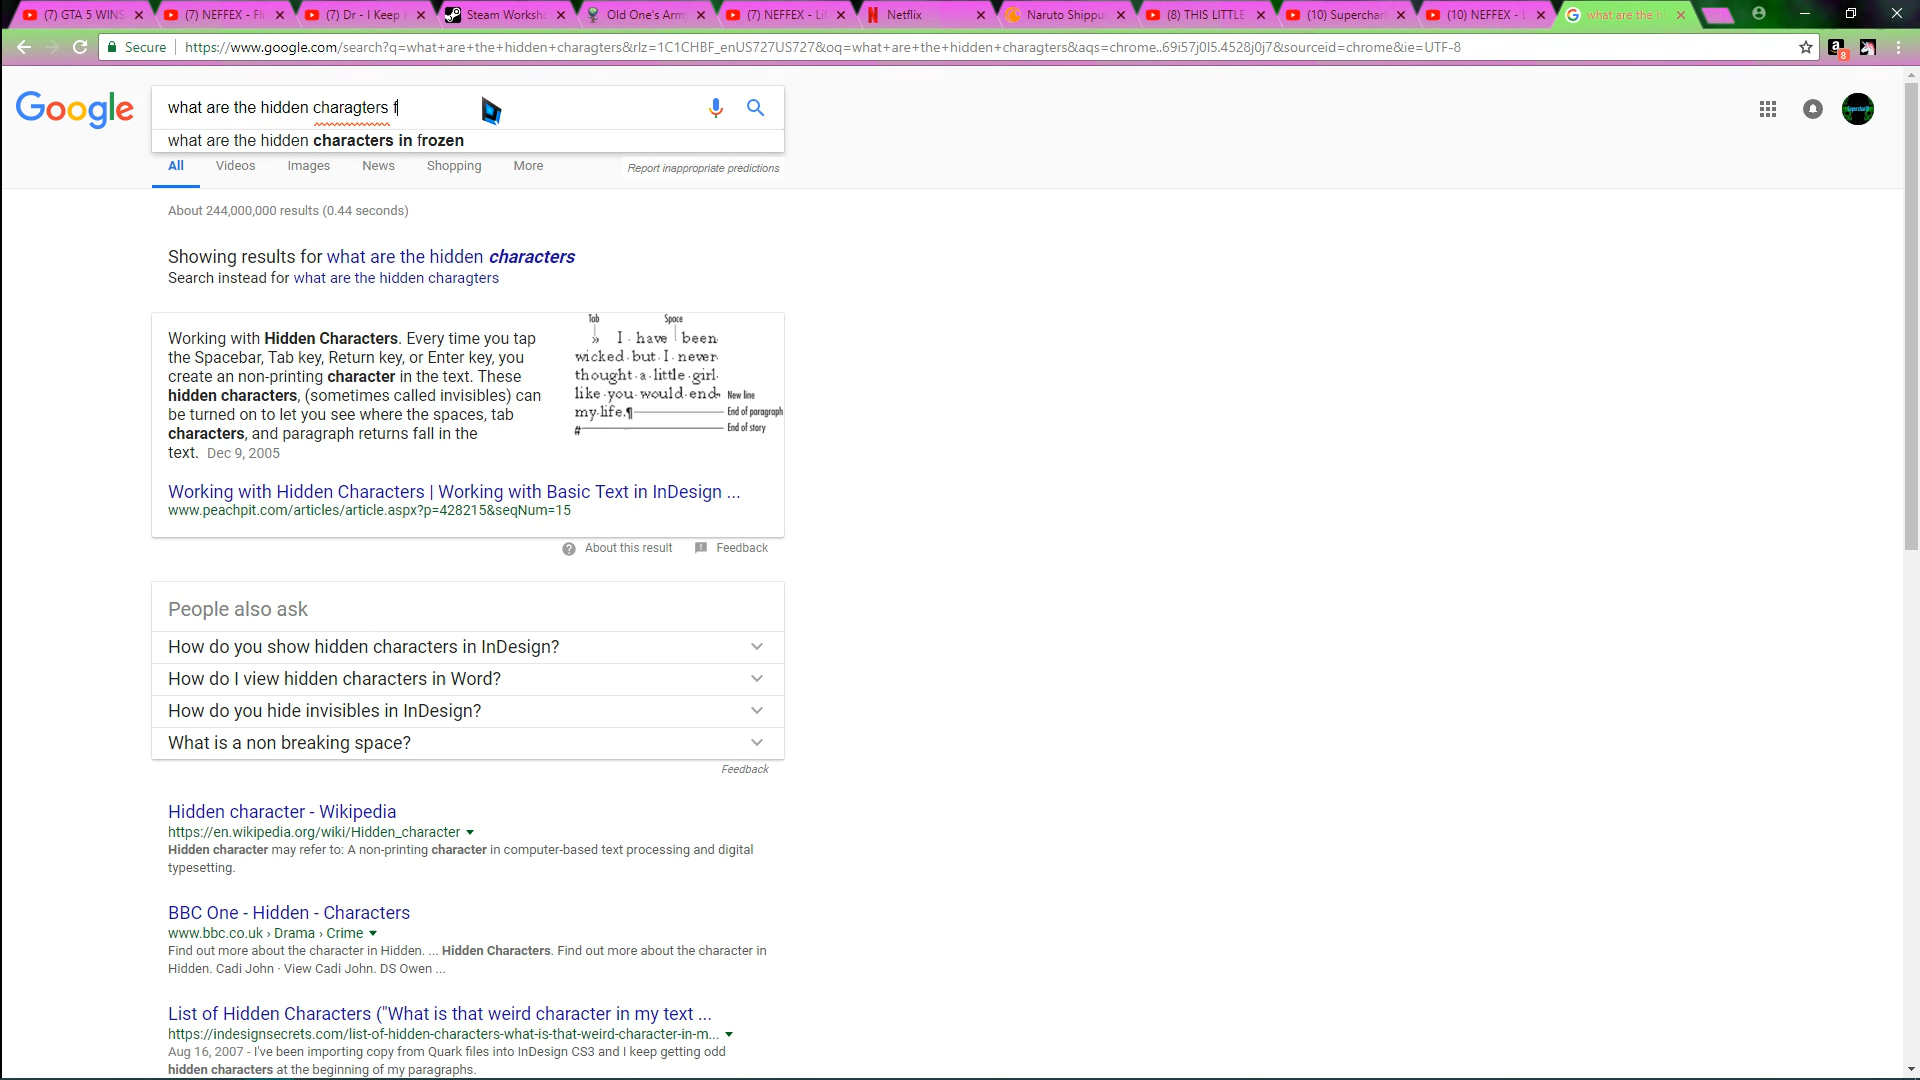 (7) GTA 5 WINS
(7) NEFFEX - Fl
(7) Dr - I Keep
Steam Worksho
Old One's Arm
(7) NEFFEX - Li
Netflix
Naruto Shippu
(8) THIS LITTLE
(10) Superchar
(10) NEFFEX - L
what are the hi
Secure
https://www.google.com/search?q=what+are+the+hidden+charagters&rlz=1C1CHBF_enUS727US727&oq=what+are+the+hidden+charagters&aqs=chrome..69i57j0l5.4528j0j7&sourceid=chrome&ie=UTF-8
8
Google
what are the hidden charagters f
what are the hidden characters in frozen
All Videos Images News Shopping More
Report inappropriate predictions
About 244,000,000 results (0.44 seconds)
Showing results for what are the hidden characters
Search instead for what are the hidden charagters
Working with Hidden Characters. Every time you tap
the Spacebar, Tab key, Return key, or Enter key, you
create an non-printing character in the text. These
hidden characters, (sometimes called invisibles) can
be turned on to let you see where the spaces, tab
characters, and paragraph returns fall in the
text. Dec 9, 2005
Tab Space
» I·have·been·
wicked·but·I·never·
thought·a·little·girl·
like·you·would·end¬ New line
my·life.¶ End of paragraph
# End of story
Working with Hidden Characters | Working with Basic Text in InDesign ...
www.peachpit.com/articles/article.aspx?p=428215&seqNum=15
About this result Feedback
People also ask
How do you show hidden characters in InDesign?
How do I view hidden characters in Word?
How do you hide invisibles in InDesign?
What is a non breaking space?
Feedback
Hidden character - Wikipedia
https://en.wikipedia.org/wiki/Hidden_character
Hidden character may refer to: A non-printing character in computer-based text processing and digital
typesetting.
BBC One - Hidden - Characters
www.bbc.co.uk › Drama › Crime
Find out more about the character in Hidden. ... Hidden Characters. Find out more about the character in
Hidden. Cadi John · View Cadi John. DS Owen ...
List of Hidden Characters ("What is that weird character in my text ...
https://indesignsecrets.com/list-of-hidden-characters-what-is-that-weird-character-in-m...
Aug 16, 2007 - I've been importing copy from Quark files into InDesign CS3 and I keep getting odd
hidden characters at the beginning of my paragraphs.